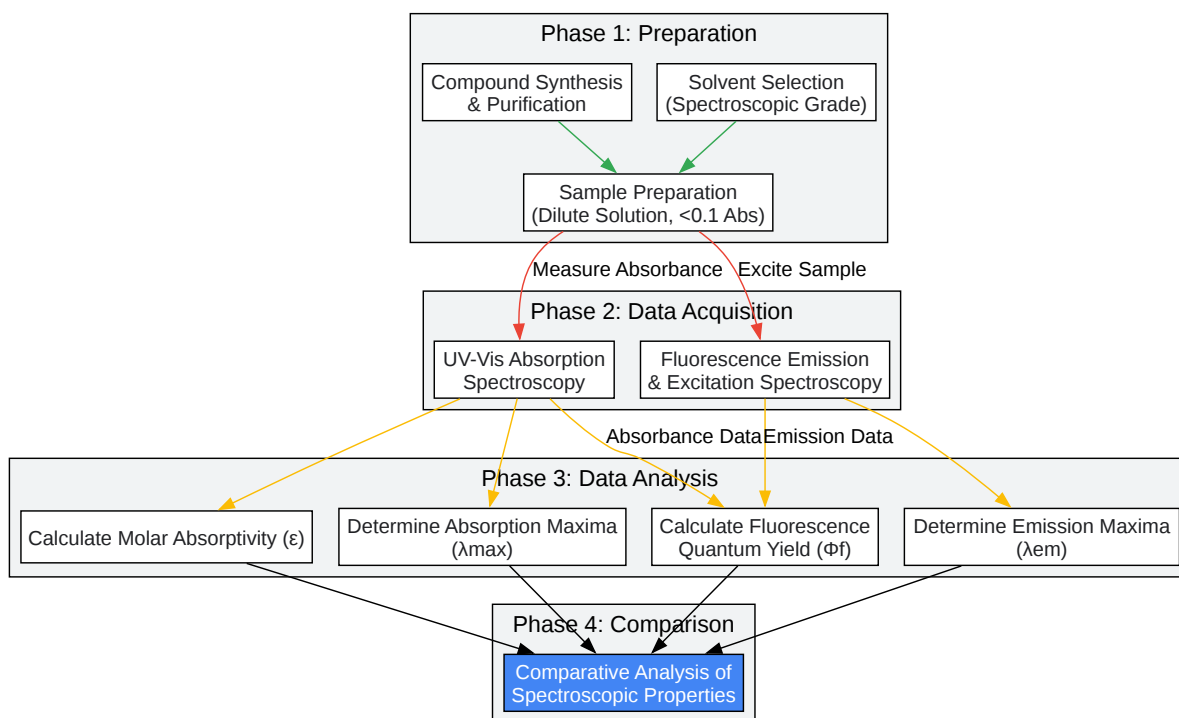 Phase 1: Preparation
Compound Synthesis
& Purification
Solvent Selection
(Spectroscopic Grade)
Sample Preparation
(Dilute Solution, <0.1 Abs)
Measure Absorbance
Excite Sample
Phase 2: Data Acquisition
UV-Vis Absorption
Spectroscopy
Fluorescence Emission
& Excitation Spectroscopy
Absorbance Data
Emission Data
Phase 3: Data Analysis
Calculate Molar Absorptivity (ε)
Determine Absorption Maxima
(λmax)
Calculate Fluorescence
Quantum Yield (Φf)
Determine Emission Maxima
(λem)
Phase 4: Comparison
Comparative Analysis of
Spectroscopic Properties